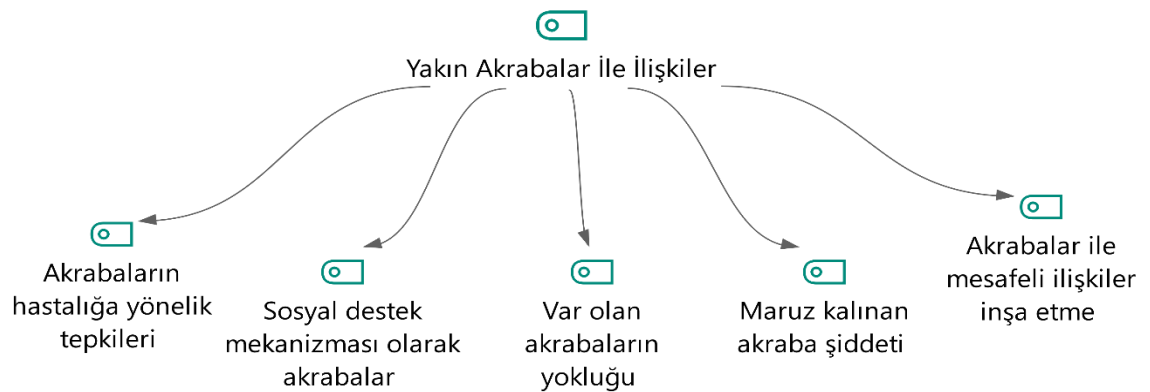 Yakın Akrabalar İle İlişkiler
Akrabaların
hastalığa yönelik
tepkileri
Sosyal destek
mekanizması olarak
akrabalar
Var olan
akrabaların
yokluğu
Maruz kalınan
akraba şiddeti
Akrabalar ile
mesafeli ilişkiler
inşa etme